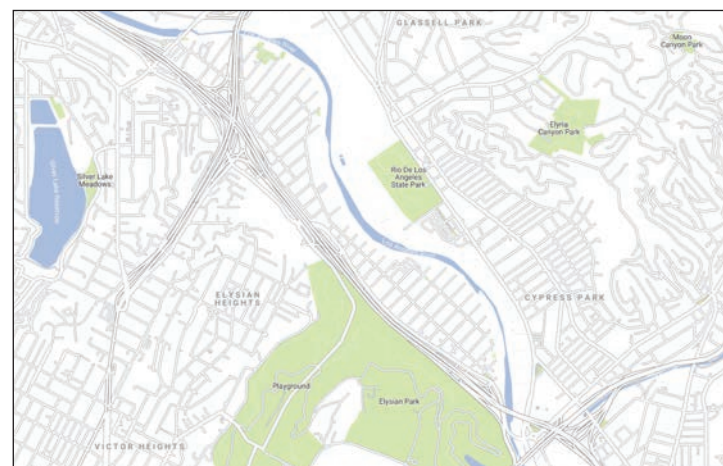 GLASSELL PARK
Moon
Canyon Park
Elyria
Canyon Park
Rio De Los
Angeles
State Park
Silver Lake
Meadows
ELYSIAN
HEIGHTS
CYPRESS PARK
Playground
Elysian Park
VICTOR HEIGHTS